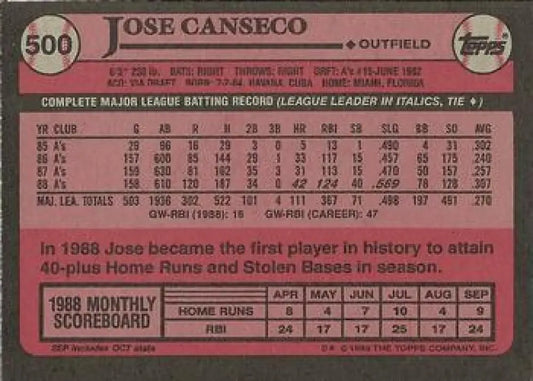 500 JOSE CANSECO
♦ OUTFIELD topps
6'3" 230 lb. BATS: RIGHT THROWS: RIGHT DRFT: A's #15-JUNE 1982
ACQ: VIA DRAFT BORN: 7-2-64, HAVANA, CUBA HOME: MIAMI, FLORIDA
COMPLETE MAJOR LEAGUE BATTING RECORD (LEAGUE LEADER IN ITALICS, TIE ♦)
YR CLUB G AB R H 2B 3B HR RBI SB SLG BB SO AVG
85 A's 29 96 16 29 3 0 5 13 1 .490 4 31 .302
86 A's 157 600 85 144 29 1 33 117 15 .457 65 175 .240
87 A's 159 630 81 162 35 3 31 113 15 .470 50 157 .257
88 A's 158 610 120 187 34 0 42 124 40 .569 78 128 .307
MAJ. LEA. TOTALS 503 1936 302 522 101 4 111 367 71 .498 197 491 .270
GW-RBI (1988): 16 GW-RBI (CAREER): 47
In 1988 Jose became the first player in history to attain
40-plus Home Runs and Stolen Bases in season.
1988 MONTHLY SCOREBOARD
APR MAY JUN JUL AUG SEP
HOME RUNS 8 4 7 10 4 9
RBI 24 17 17 25 17 24
SEP includes OCT stats
© 1989 THE TOPPS COMPANY, INC.